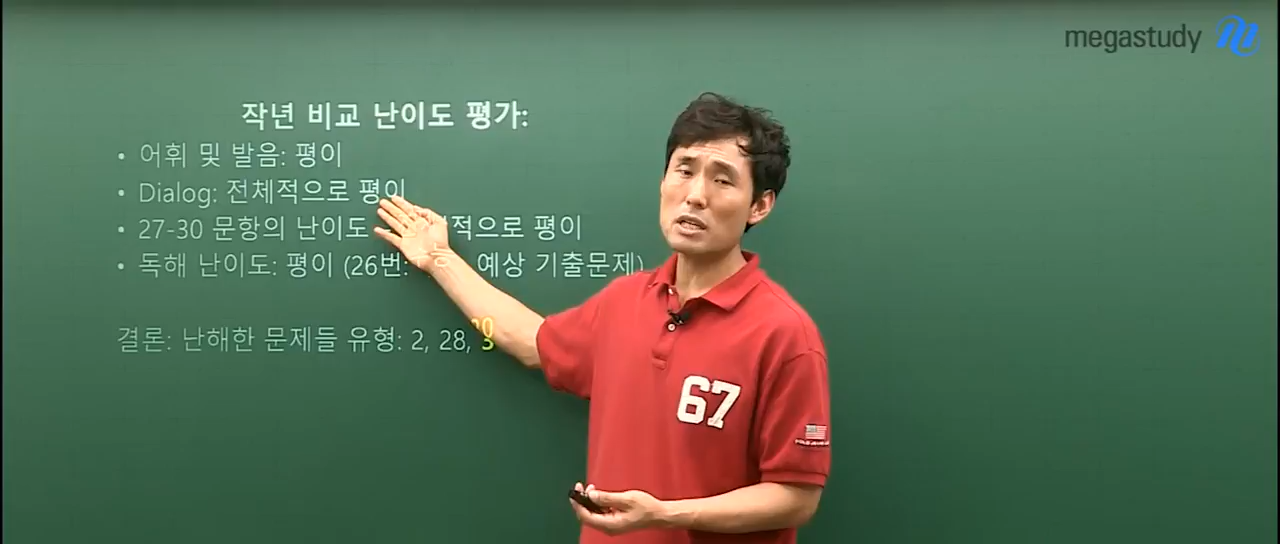 megastudy
작년 비교 난이도 평가:
• 어휘 및 발음: 평이
• Dialog: 전체적으로 평이
• 27-30 문항의 난이도 적으로 평이
• 독해 난이도: 평이 (26번: 예상 기출문제)
결론: 난해한 문제들 유형: 2, 28,
67